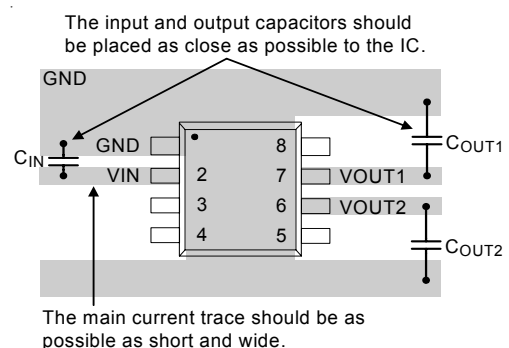 The input and output capacitors should
be placed as close as possible to the IC.
GND
GND
8
CIN
COUT1
VIN
2
7
VOUT1
3
6
VOUT2
4
5
COUT2
The main current trace should be as
possible as short and wide.